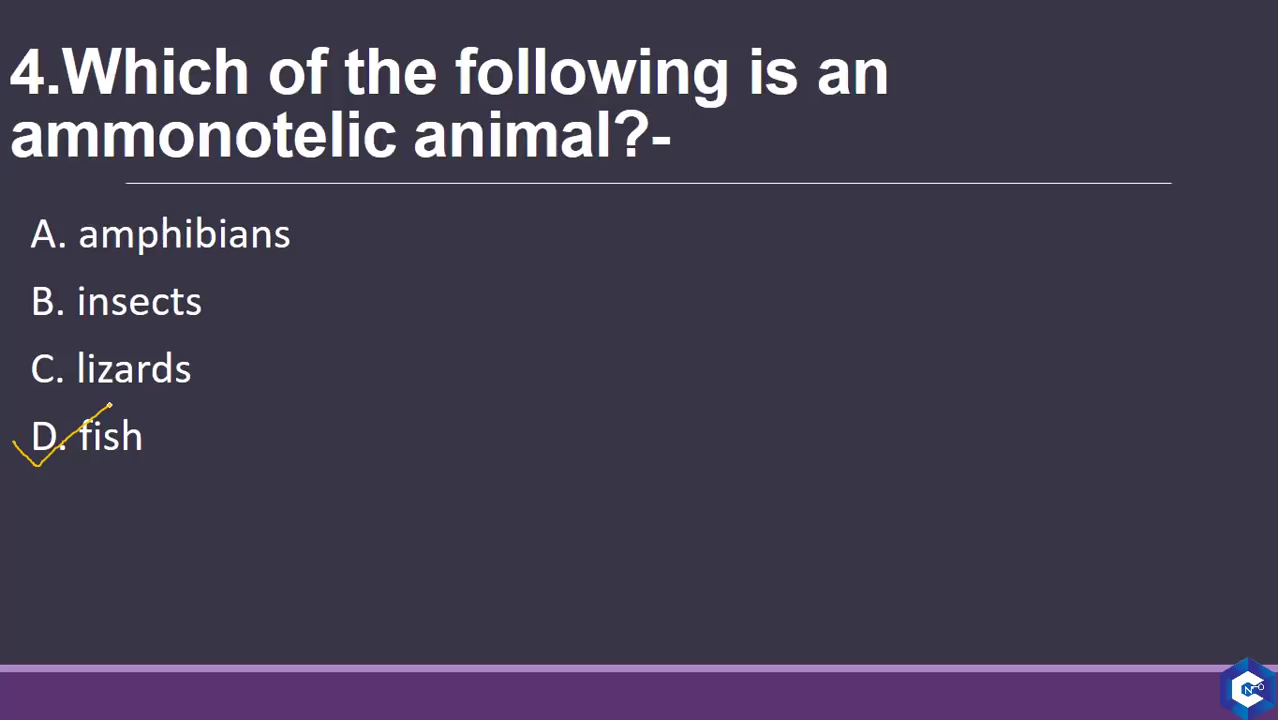 4.Which of the following is an
ammonotelic animal?-
A. amphibians
B. insects
C. lizards
D. fish